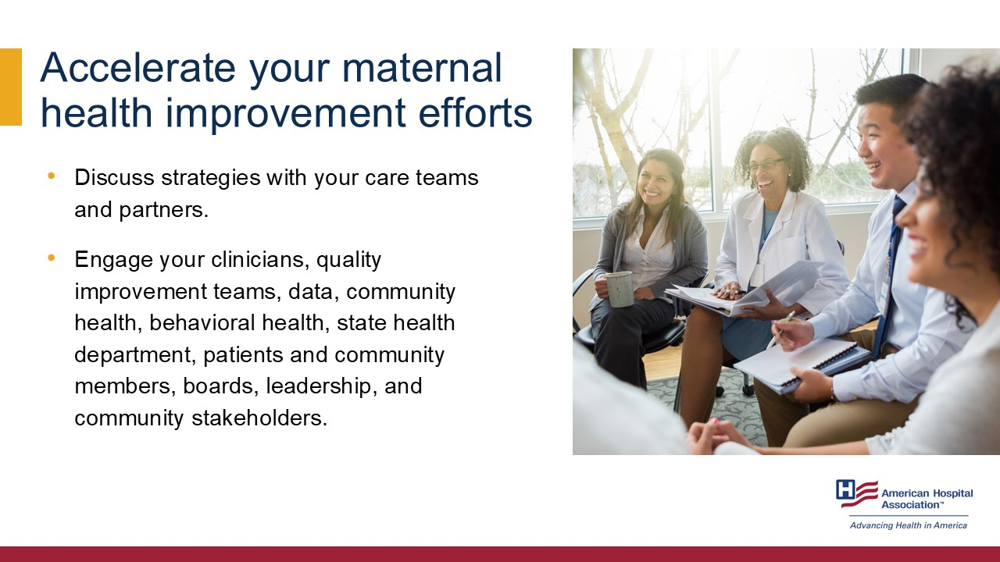 Accelerate your maternal
health improvement efforts
• Discuss strategies with your care teams
and partners.
• Engage your clinicians, quality
improvement teams, data, community
health, behavioral health, state health
department, patients and community
members, boards, leadership, and
community stakeholders.
H
American Hospital
Association™
Advancing Health in America